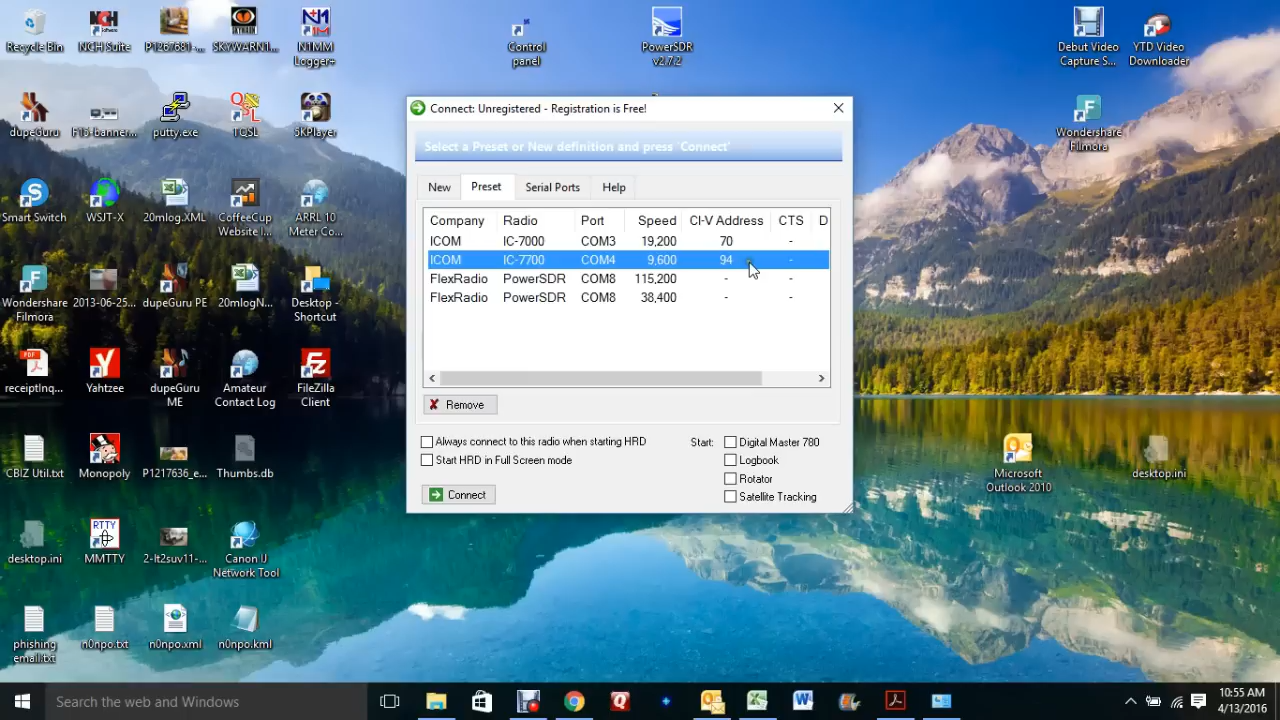 Recycle Bin
NCH Suite
P1267681-...
SKYWARN1...
N1MM
Logger+
Control
panel
PowerSDR
v2.7.2
Debut Video
Capture S...
YTD Video
Downloader
dupeGuru
F15-banner...
putty.exe
TQSL
5KPlayer
Wondershare
Filmora
Smart Switch
WSJT-X
20mlog.XML
CoffeeCup
Website I...
ARRL 10
Meter Co...
Wondershare
Filmora
2013-06-25...
dupeGuru PE
20mlogN...
Desktop -
Shortcut
receiptInq...
Yahtzee
dupeGuru
ME
Amateur
Contact Log
FileZilla
Client
CBIZ Util.txt
Monopoly
P1217636_e...
Thumbs.db
Microsoft
Outlook 2010
desktop.ini
desktop.ini
MMTTY
2-lt2suv11-...
Canon IJ
Network Tool
phishing
email.txt
n0npo.txt
n0npo.xml
n0npo.kml
Connect: Unregistered - Registration is Free!
Select a Preset or New definition and press 'Connect'
New Preset Serial Ports Help
Company Radio Port Speed CI-V Address CTS D
ICOM IC-7000 COM3 19,200 70 -
ICOM IC-7700 COM4 9,600 94 -
FlexRadio PowerSDR COM8 115,200 - -
FlexRadio PowerSDR COM8 38,400 - -
Remove
Always connect to this radio when starting HRD
Start HRD in Full Screen mode
Start: Digital Master 780
Logbook
Rotator
Satellite Tracking
Connect
Search the web and Windows
10:55 AM
4/13/2016